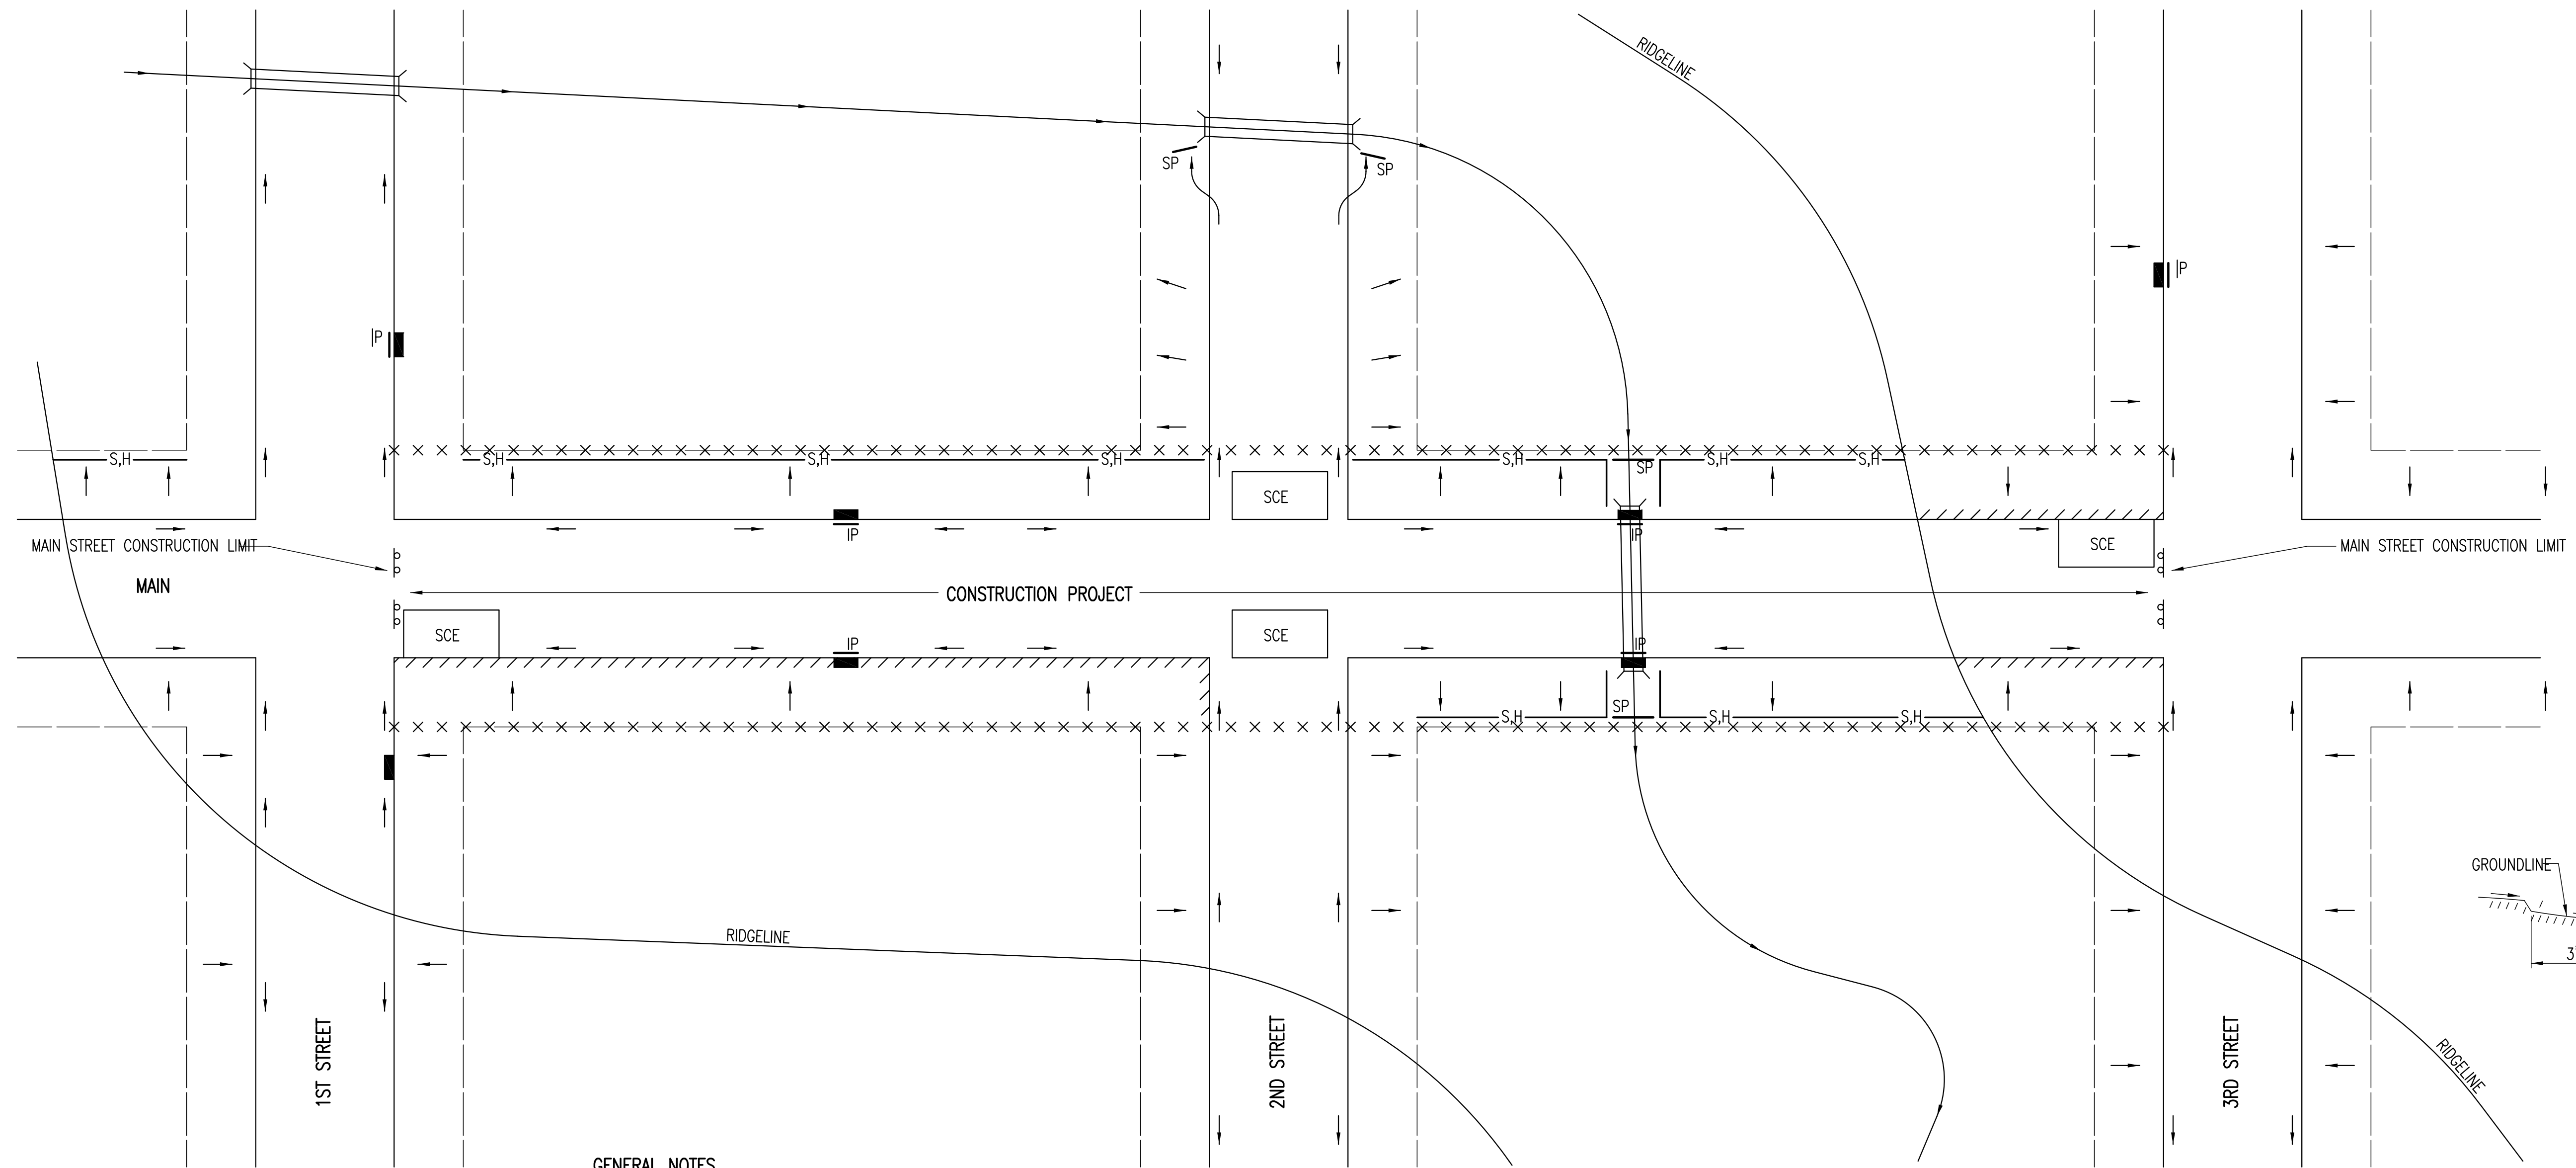 RIDGELINE
SP
SP
IP
IP
S,H
S,H
S,H
S,H
S,H
SP
S,H
S,H
SCE
IP
IP
MAIN STREET CONSTRUCTION LIMIT
SCE
MAIN STREET CONSTRUCTION LIMIT
MAIN
CONSTRUCTION PROJECT
SCE
SCE
IP
IP
SP
S,H
S,H
S,H
GROUNDLINE
RIDGELINE
3
1ST STREET
2ND STREET
3RD STREET
RIDGELINE
GENERAL NOTES